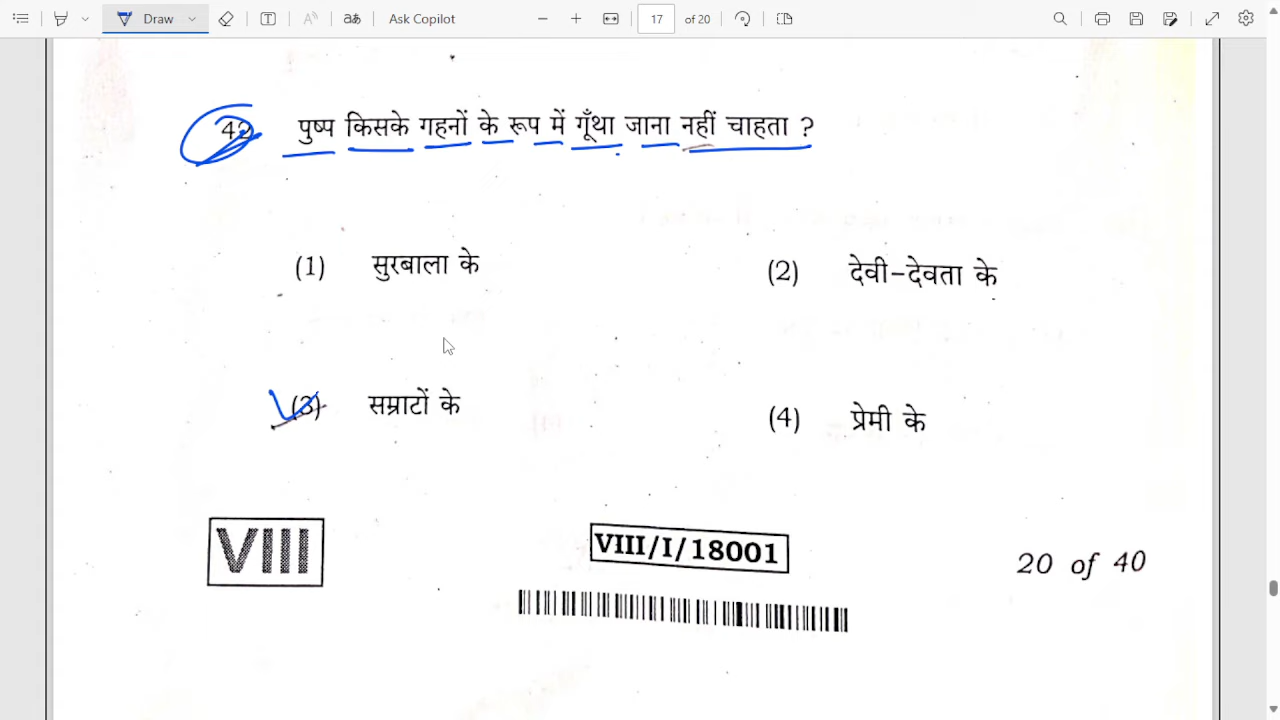 Draw
Ask Copilot
17 of 20
42 पुष्प किसके गहनों के रूप में गूँथा जाना नहीं चाहता ?
(1) सुरबाला के
(2) देवी-देवता के
(3) सम्राटों के
(4) प्रेमी के
VIII
VIII/I/18001
20 of 40